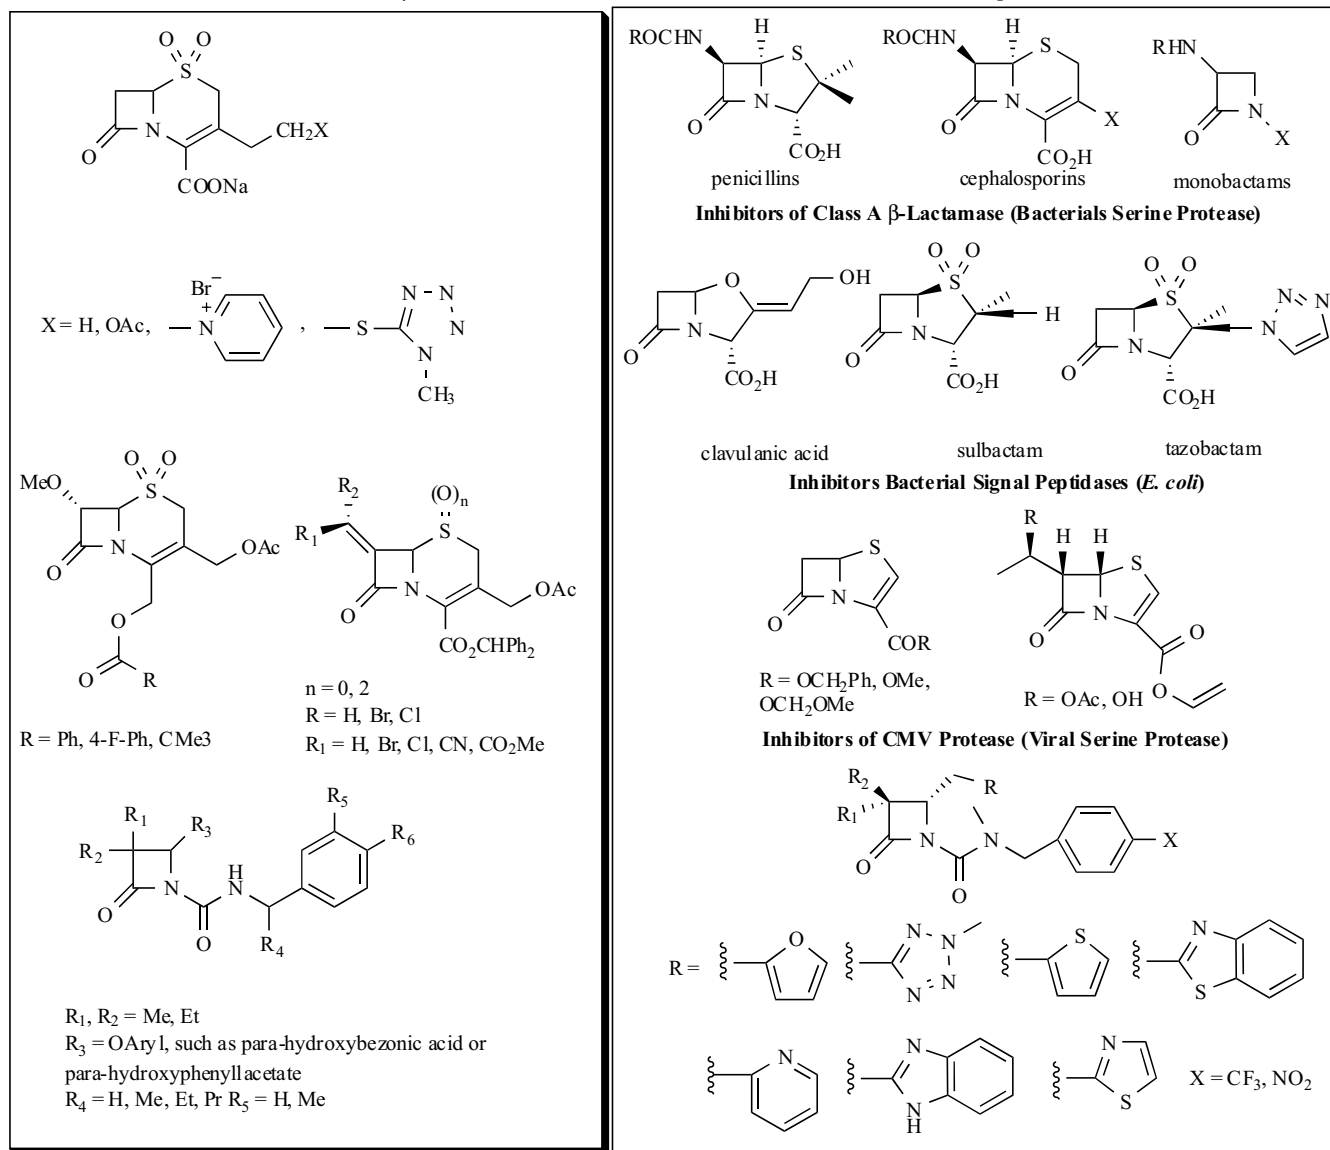 O O
S
N
O
CH2X
COONa
X = H, OAc,
Br−
+
N
,
S
N N
N
N
CH3
O O
MeO
S
N
O
OAc
O
O
R
R = Ph, 4-F-Ph, CMe3
R2
R1
(O)n
S
N
O
OAc
CO2CHPh2
n = 0, 2
R = H, Br, Cl
R1 = H, Br, Cl, CN, CO2Me
R1
R2
R3
R5
R6
H
N
N
O
O
R4
R1, R2 = Me, Et
R3 = OAryl, such as para-hydroxybezonic acid or
para-hydroxyphenyllacetate
R4 = H, Me, Et, Pr R5 = H, Me
ROCHN
H
S
N
O
CO2H
penicillins
ROCHN
H
S
N
O
X
CO2H
cephalosporins
RHN
O
N
X
monobactams
Inhibitors of Class A β-Lactamase (Bacterials Serine Protease)
O
OH
N
O
CO2H
clavulanic acid
O O
S
H
N
O
CO2H
sulbactam
O O
S
N
N
N
N
O
CO2H
tazobactam
Inhibitors Bacterial Signal Peptidases (E. coli)
S
N
O
COR
R = OCH2Ph, OMe,
OCH2OMe
R
H H
S
N
O
O
O
R = OAc, OH
Inhibitors of CMV Protease (Viral Serine Protease)
R2
R1
R
N
N
X
O
O
R =
O
N
N
N
N
S
N
S
N
N
N
H
N
S
X = CF3, NO2